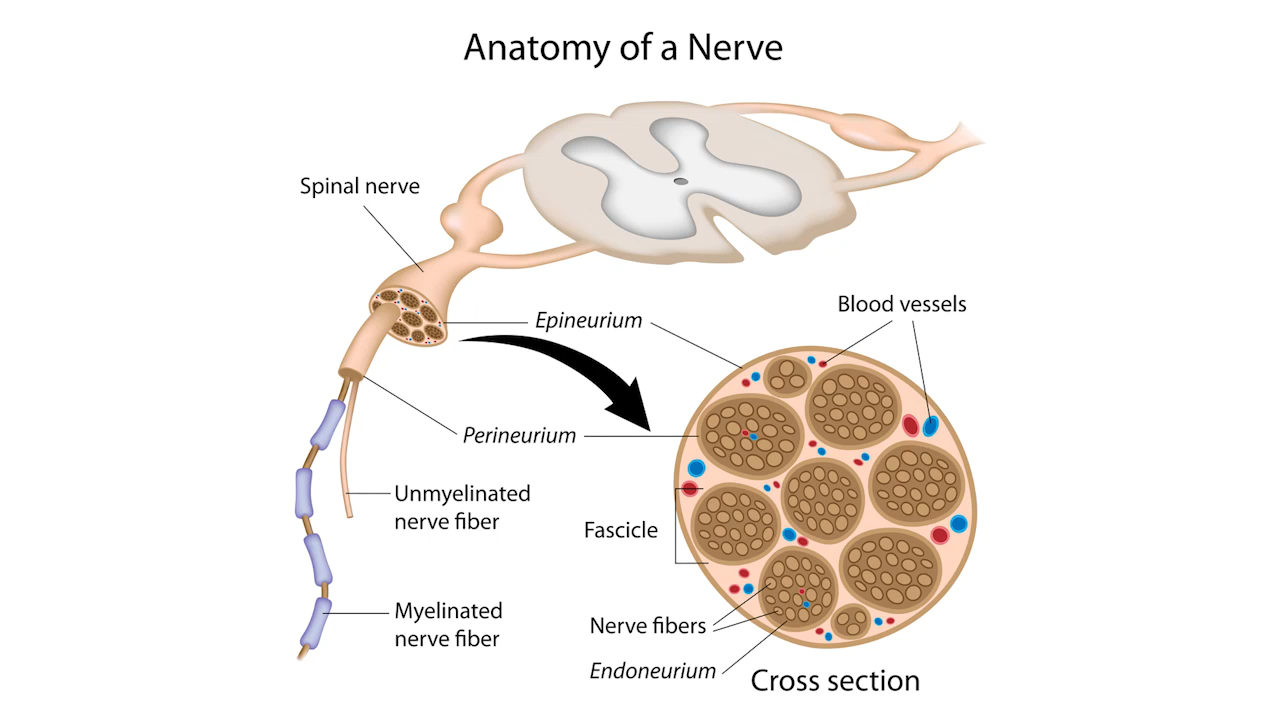 Anatomy of a Nerve
Spinal nerve
Epineurium
Blood vessels
Perineurium
Unmyelinated
nerve fiber
Fascicle
Myelinated
nerve fiber
Nerve fibers
Endoneurium
Cross section